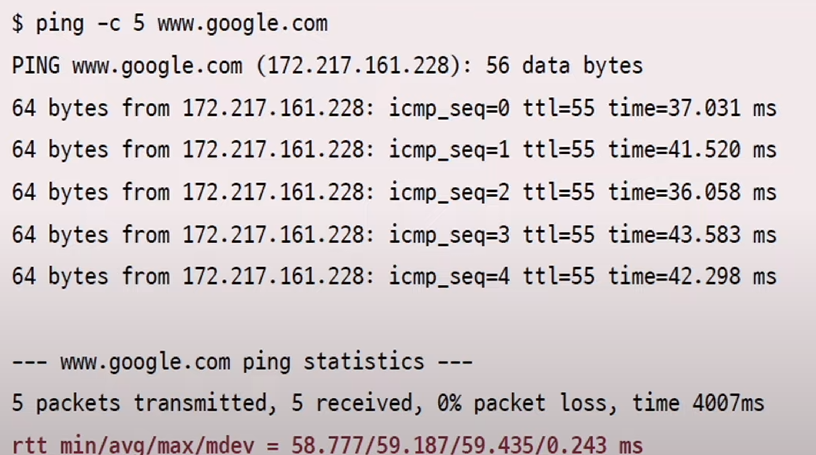 $ ping -c 5 www.google.com
PING www.google.com (172.217.161.228): 56 data bytes
64 bytes from 172.217.161.228: icmp_seq=0 ttl=55 time=37.031 ms
64 bytes from 172.217.161.228: icmp_seq=1 ttl=55 time=41.520 ms
64 bytes from 172.217.161.228: icmp_seq=2 ttl=55 time=36.058 ms
64 bytes from 172.217.161.228: icmp_seq=3 ttl=55 time=43.583 ms
64 bytes from 172.217.161.228: icmp_seq=4 ttl=55 time=42.298 ms
--- www.google.com ping statistics ---
5 packets transmitted, 5 received, 0% packet loss, time 4007ms
rtt min/avg/max/mdev = 58.777/59.187/59.435/0.243 ms